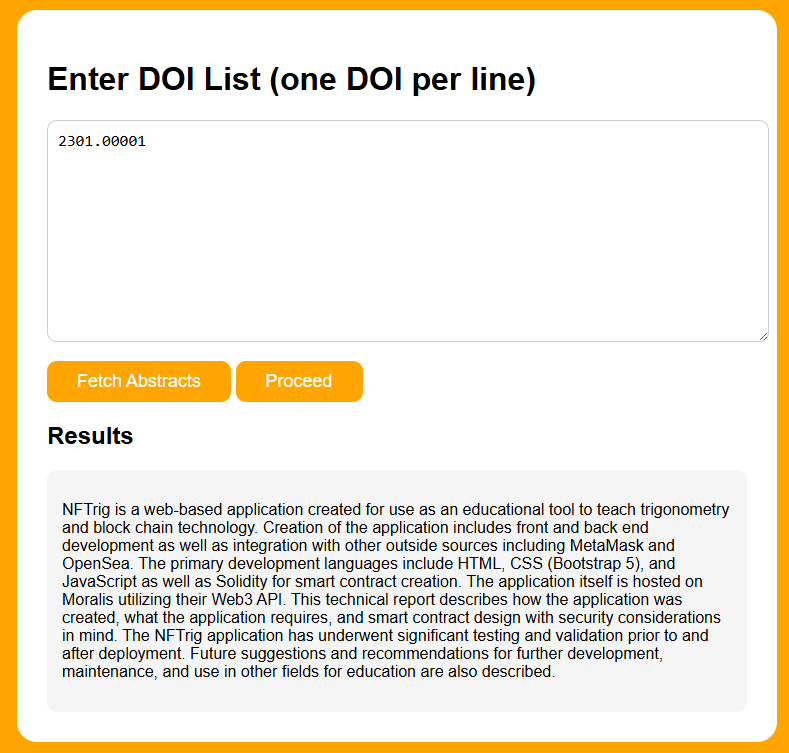 Enter DOI List (one DOI per line)
2301.00001
Fetch Abstracts Proceed
Results
NFTrig is a web-based application created for use as an educational tool to teach trigonometry
and block chain technology. Creation of the application includes front and back end
development as well as integration with other outside sources including MetaMask and
OpenSea. The primary development languages include HTML, CSS (Bootstrap 5), and
JavaScript as well as Solidity for smart contract creation. The application itself is hosted on
Moralis utilizing their Web3 API. This technical report describes how the application was
created, what the application requires, and smart contract design with security considerations
in mind. The NFTrig application has underwent significant testing and validation prior to and
after deployment. Future suggestions and recommendations for further development,
maintenance, and use in other fields for education are also described.